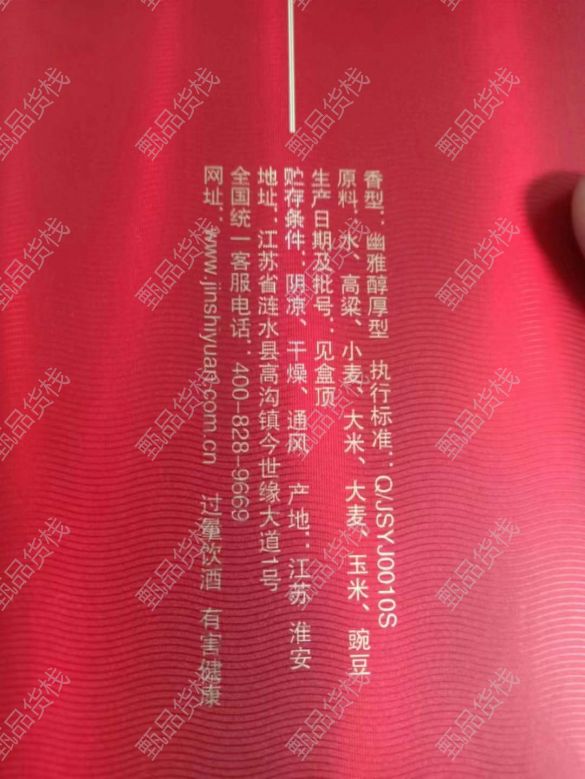 香型：幽雅醇厚型 执行标准：Q/JSYJ0010S
原料：水、高粱、小麦、大米、大麦、玉米、豌豆
生产日期及批号：见盒顶
贮存条件：阴凉、干燥、通风 产地：江苏 淮安
地址：江苏省涟水县高沟镇今世缘大道1号
全国统一客服电话：400-828-9669
网址：www.jinshiyuan.com.cn 过量饮酒 有害健康
甄品货栈